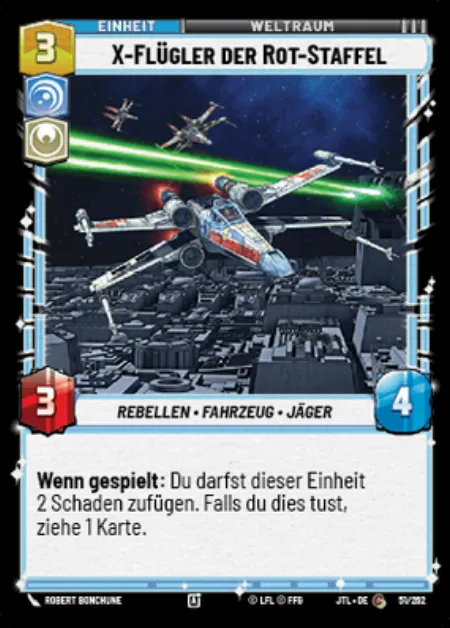 EINHEIT WELTRAUM
3 X-Flügler der Rot-Staffel
3 REBELLEN • FAHRZEUG • JÄGER 4
Wenn gespielt: Du darfst dieser Einheit
2 Schaden zufügen. Falls du dies tust,
ziehe 1 Karte.
ROBERT BONCHUNE A © LFL © FFG JTL • DE 51/262